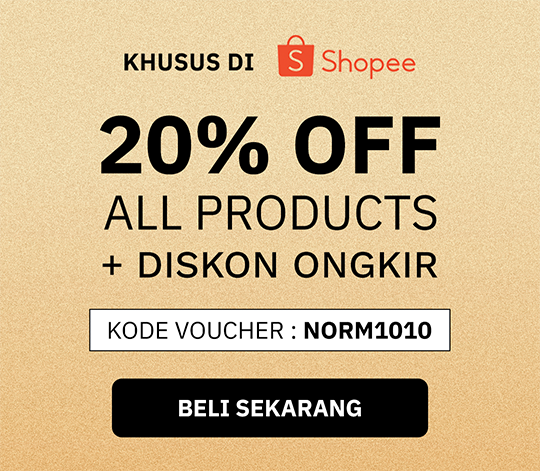 KHUSUS DI S Shopee
20% OFF
ALL PRODUCTS
+ DISKON ONGKIR
KODE VOUCHER : NORM1010
BELI SEKARANG